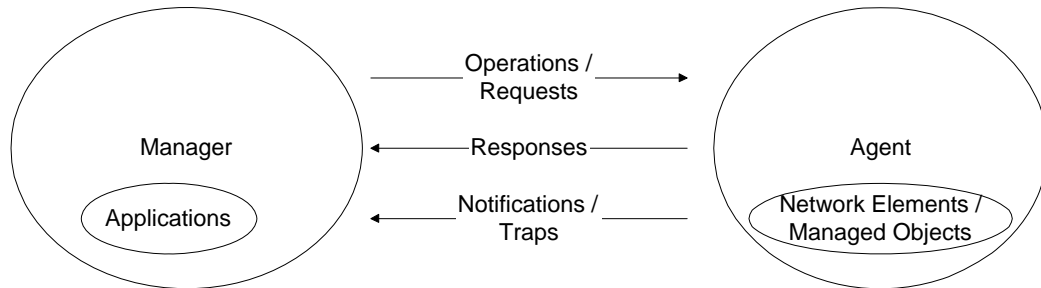 Manager
Applications
Operations /
Requests
Responses
Notifications /
Traps
Agent
Network Elements /
Managed Objects